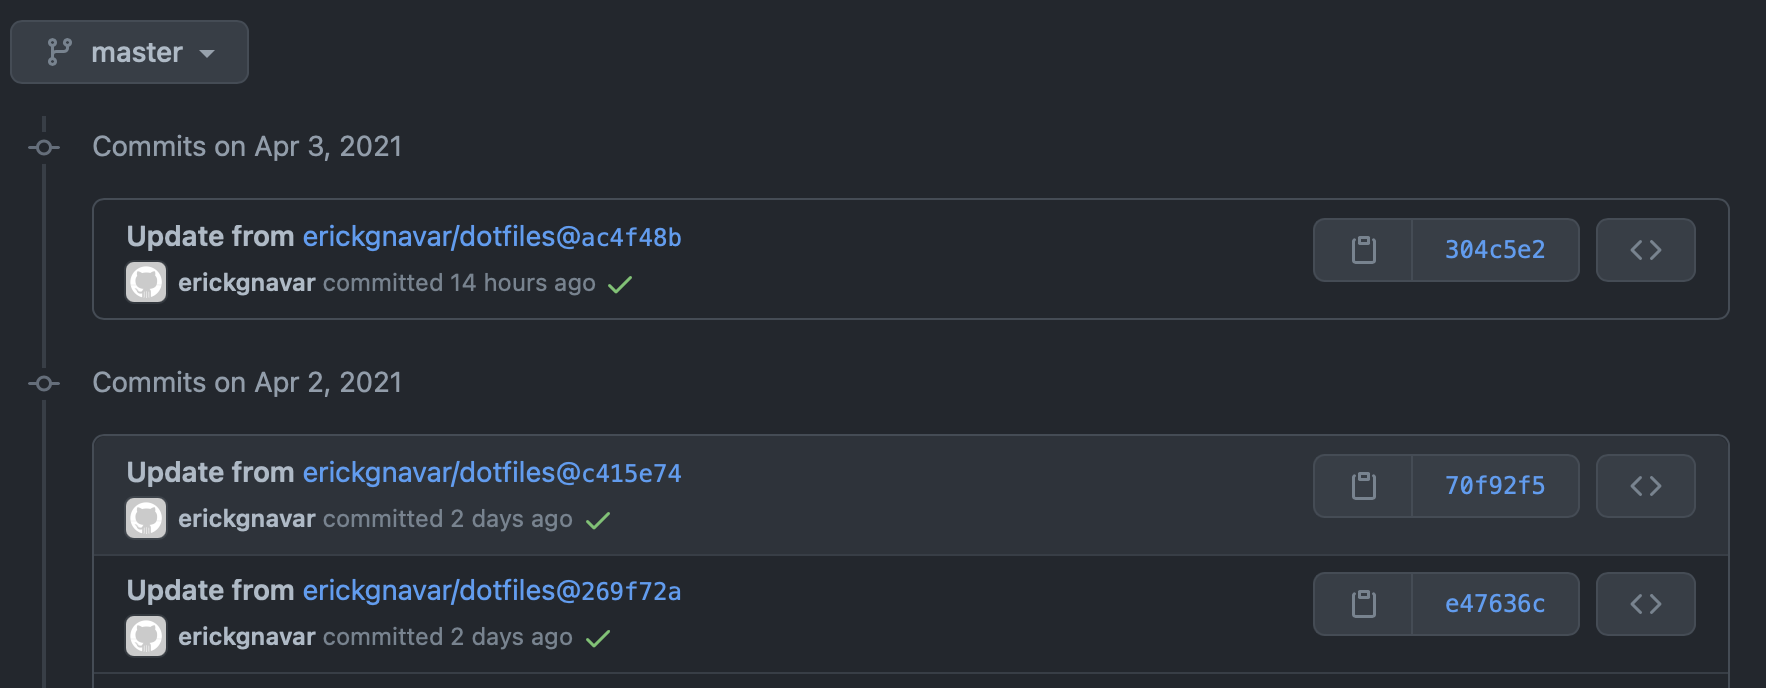 master
Commits on Apr 3, 2021
Update from erickgnavar/dotfiles@ac4f48b
304c5e2
erickgnavar committed 14 hours ago
Commits on Apr 2, 2021
Update from erickgnavar/dotfiles@c415e74
70f92f5
erickgnavar committed 2 days ago
Update from erickgnavar/dotfiles@269f72a
e47636c
erickgnavar committed 2 days ago